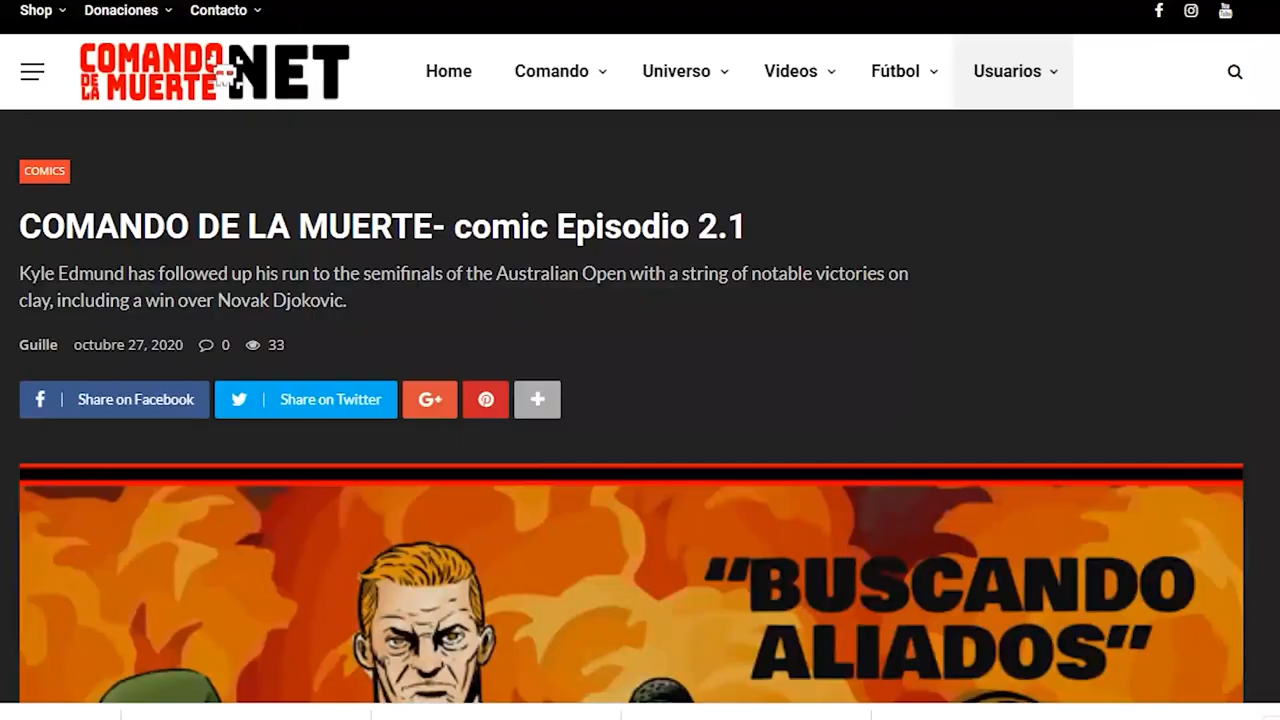 Shop
Donaciones
Contacto
COMANDO
DE LA MUERTE
NET
Home
Comando
Universo
Videos
Fútbol
Usuarios
COMICS
COMANDO DE LA MUERTE- comic Episodio 2.1
Kyle Edmund has followed up his run to the semifinals of the Australian Open with a string of notable victories on
clay, including a win over Novak Djokovic.
Guille octubre 27, 2020 0 33
Share on Facebook
Share on Twitter
G+
"BUSCANDO
ALIADOS"